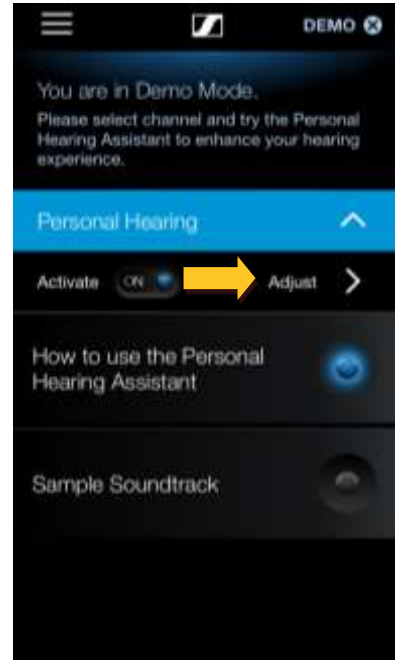 DEMO
You are in Demo Mode.
Please select channel and try the Personal
Hearing Assistant to enhance your hearing
experience.
Personal Hearing
Activate ON Adjust
How to use the Personal
Hearing Assistant
Sample Soundtrack